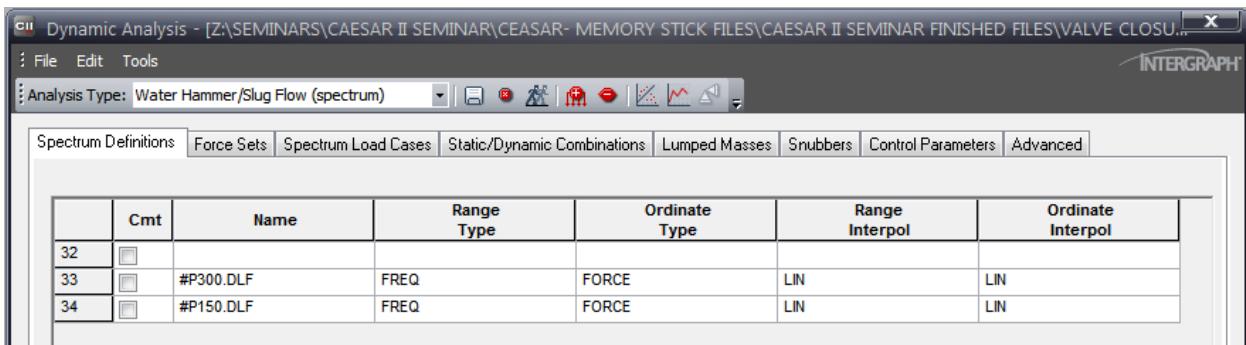 CII Dynamic Analysis - [Z:\SEMINARS\CAESAR II SEMINAR\CEASAR- MEMORY STICK FILES\CAESAR II SEMINAR FINISHED FILES\VALVE CLOSU... X
File Edit Tools INTERGRAPH
Analysis Type: Water Hammer/Slug Flow (spectrum)
Spectrum Definitions Force Sets Spectrum Load Cases Static/Dynamic Combinations Lumped Masses Snubbers Control Parameters Advanced
Cmt Name Range Type Ordinate Type Range Interpol Ordinate Interpol
32
33 #P300.DLF FREQ FORCE LIN LIN
34 #P150.DLF FREQ FORCE LIN LIN